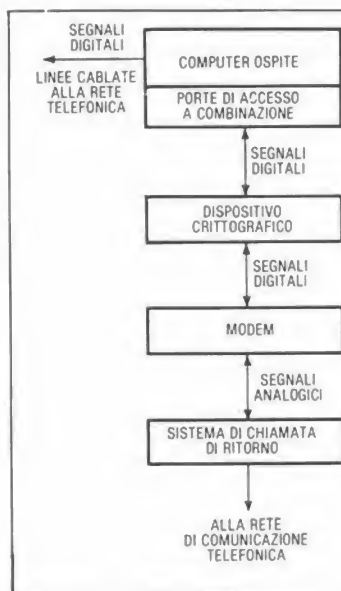 SEGNALI
DIGITALI
LINEE CABLATE
ALLA RETE
TELEFONICA
COMPUTER OSPITE
PORTE DI ACCESSO
A COMBINAZIONE
SEGNALI
DIGITALI
DISPOSITIVO
CRITTOGRAFICO
SEGNALI
DIGITALI
MODEM
SEGNALI
ANALOGICI
SISTEMA DI CHIAMATA
DI RITORNO
ALLA RETE
DI COMUNICAZIONE
TELEFONICA